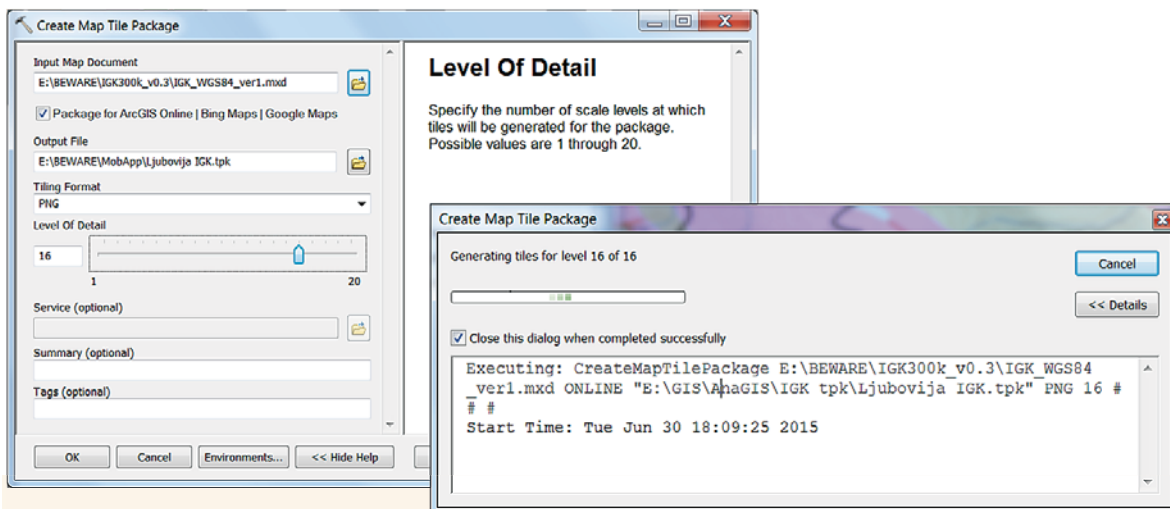 Create Map Tile Package
Input Map Document
E:\BEWARE\IGK300k_v0.3\IGK_WGS84_ver1.mxd
Package for ArcGIS Online | Bing Maps | Google Maps
Output File
E:\BEWARE\MobApp\Ljubovija IGK.tpk
Tiling Format
PNG
Level Of Detail
16
1
20
Service (optional)
Summary (optional)
Tags (optional)
OK
Cancel
Environments...
<< Hide Help
Level Of Detail
Specify the number of scale levels at which
tiles will be generated for the package.
Possible values are 1 through 20.
Create Map Tile Package
Generating tiles for level 16 of 16
Cancel
<< Details
Close this dialog when completed successfully
Executing: CreateMapTilePackage E:\BEWARE\IGK300k_v0.3\IGK_WGS84
_ver1.mxd ONLINE "E:\GIS\AnaGIS\IGK tpk\Ljubovija IGK.tpk" PNG 16 #
# #
Start Time: Tue Jun 30 18:09:25 2015